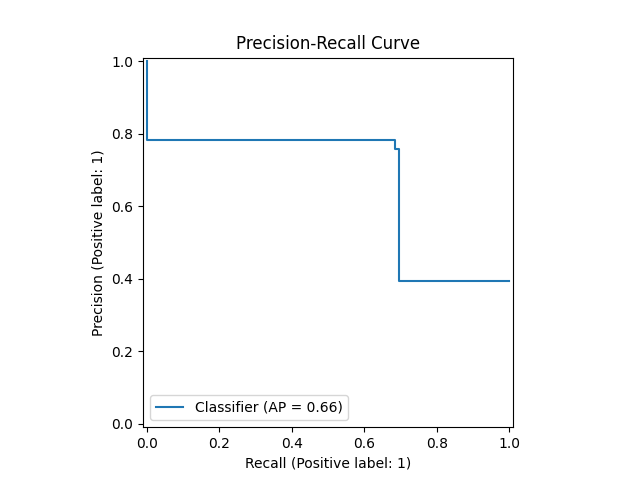 Precision-Recall Curve
1.0
0.8
0.6
0.4
0.2
0.0
Precision (Positive label: 1)
Classifier (AP = 0.66)
0.0 0.2 0.4 0.6 0.8 1.0
Recall (Positive label: 1)